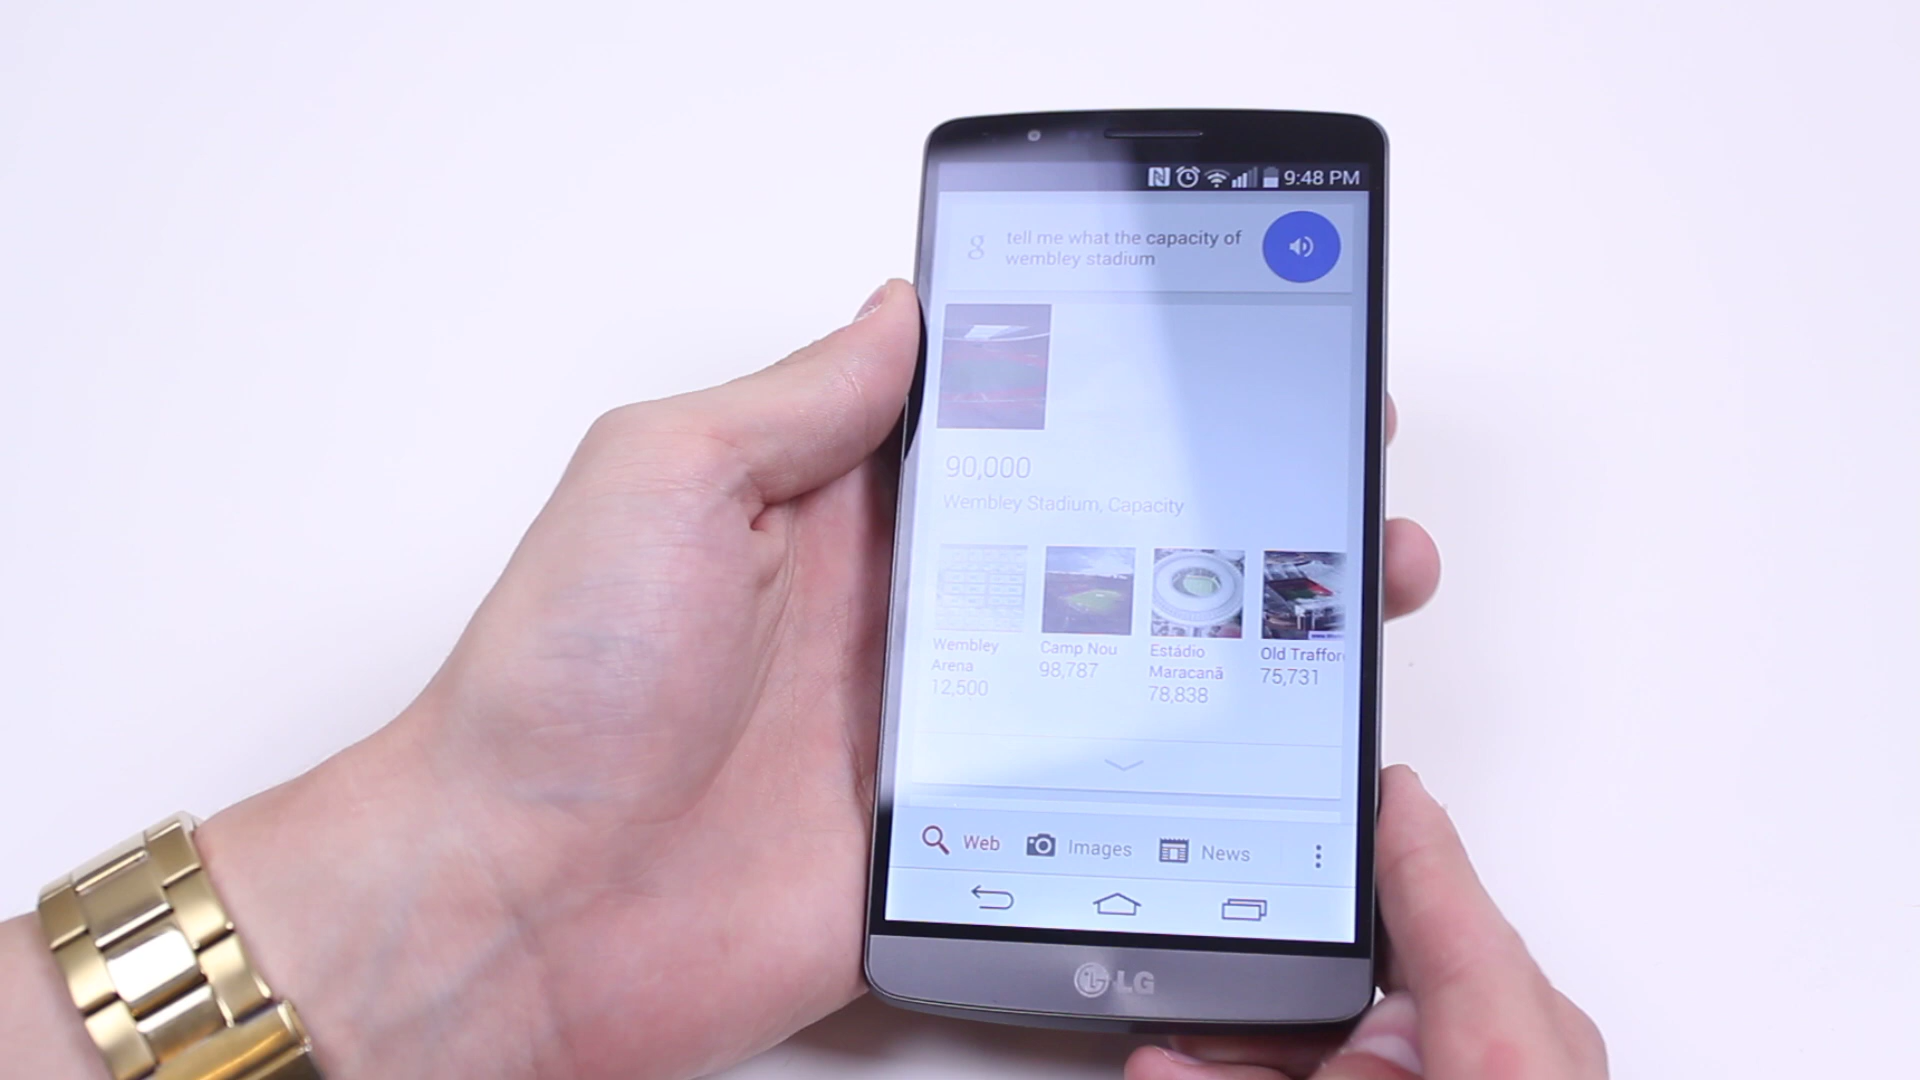 9:48 PM
tell me what the capacity of
wembley stadium
90,000
Wembley Stadium, Capacity
Wembley
Arena
12,500
Camp Nou
98,787
Estádio
Maracanã
78,838
Old Traffor
75,731
Web
Images
News
LG